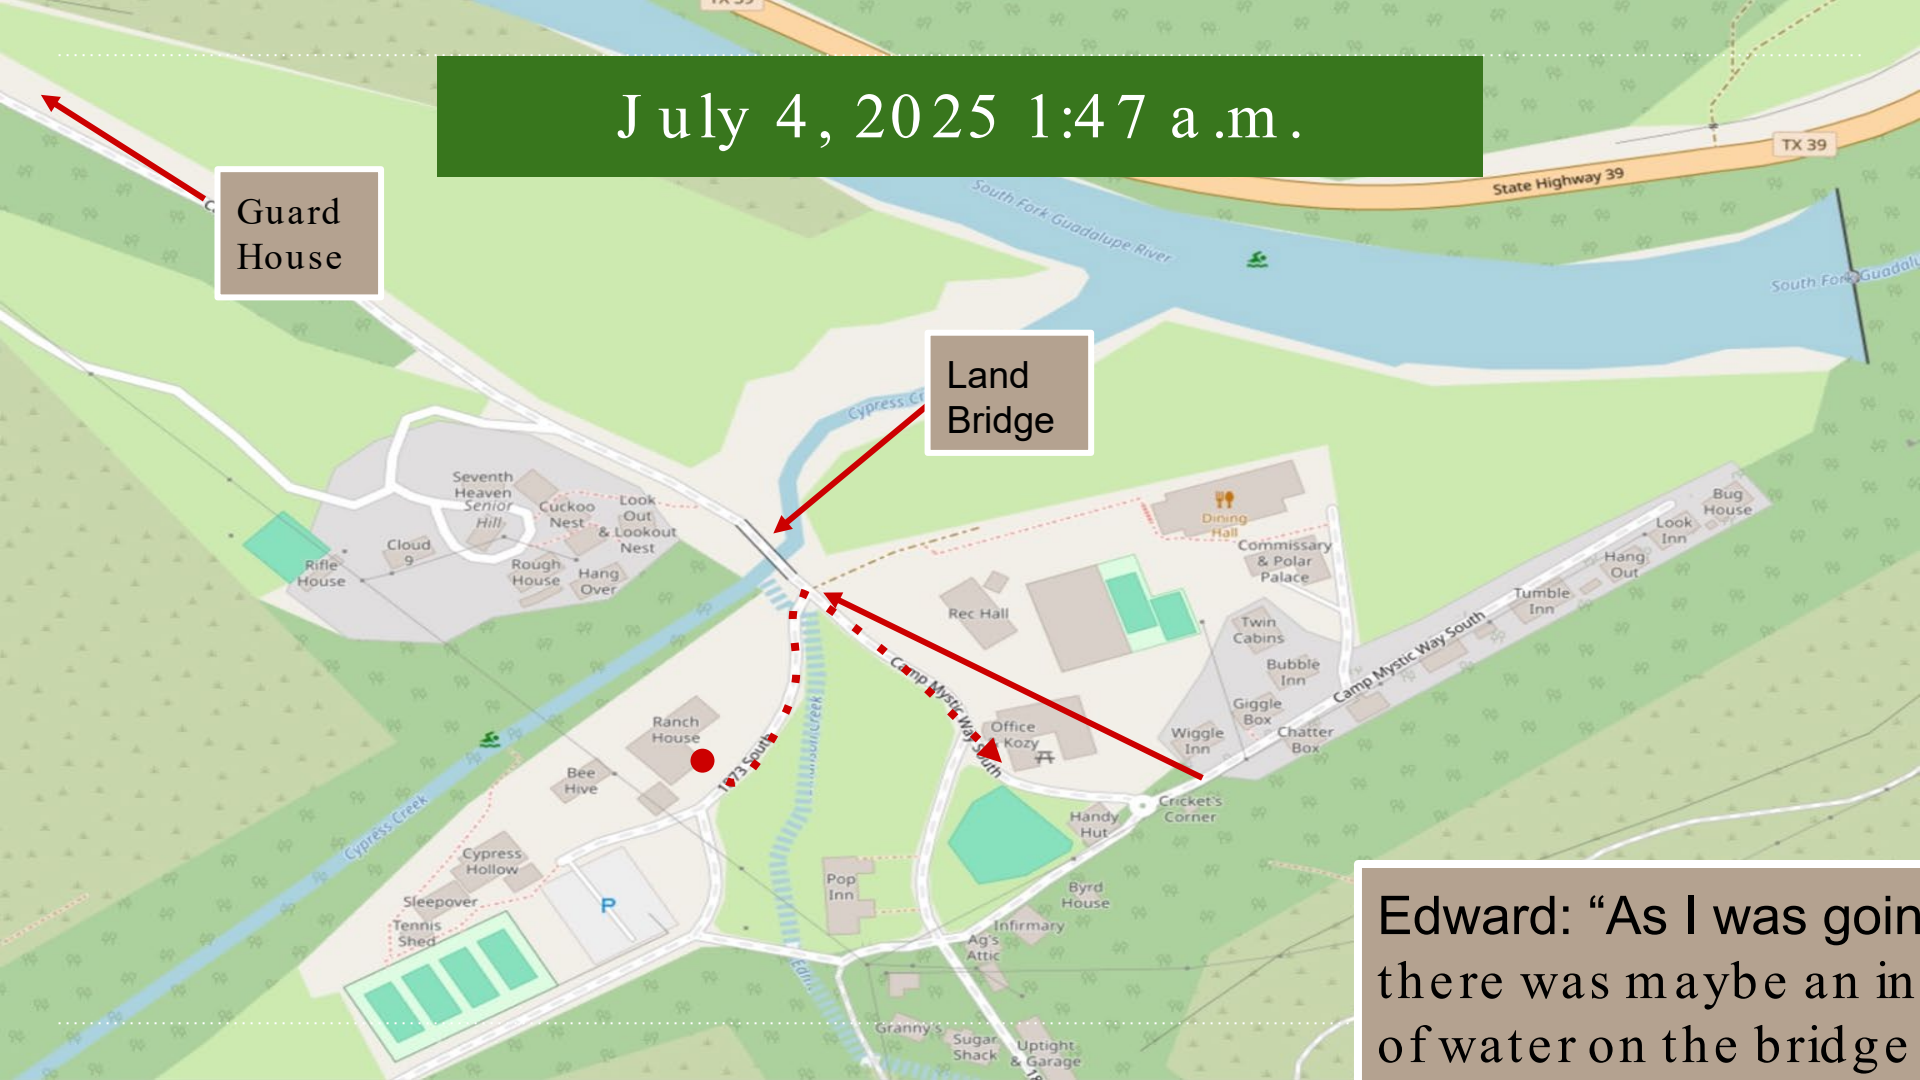 TX 39
July 4, 2025 1:47 a.m.
TX 39
State Highway 39
South Fork Guadalupe River
Guard
House
Land
Bridge
Cypress
Seventh
Heaven
Senior
Hill
Cuckoo
Nest
Look
Out
& Lookout
Nest
Cloud
9
Rifle
House
Rough
House
Hang
Over
Dining
Hall
Commissary
& Polar
Palace
Bug
House
Look
Inn
Hang
Out
Tumble
Inn
Rec Hall
Twin
Cabins
Bubble
Inn
Giggle
Box
Wiggle
Inn
Chatter
Box
Camp Mystic Way South
Camp Mystic Way South
Office
Kozy
Ranch
House
Bee
Hive
1873 South
Cypress Creek
Cricket's
Corner
Handy
Hut
Cypress
Hollow
Sleepover
Tennis
Shed
P
Pop
Inn
Byrd
House
Infirmary
Ag's
Attic
Granny's
Sugar
Shack
Uptight
& Garage
Edward: “As I was goin
there was maybe an in
of water on the bridge